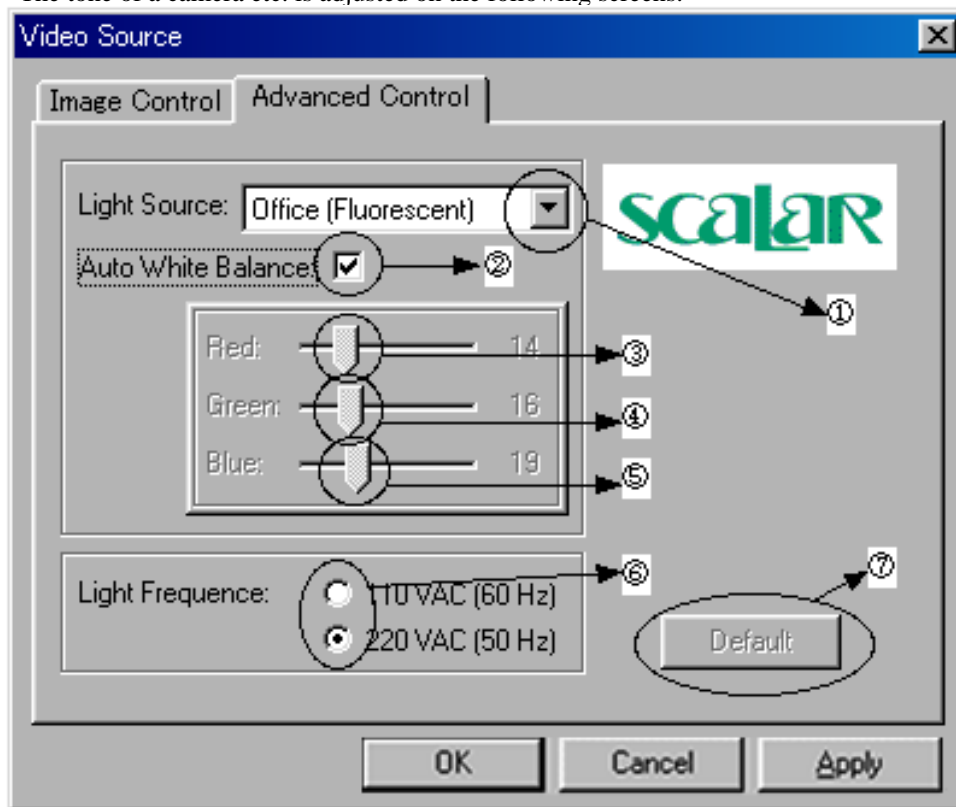 The tone of a camera etc. is adjusted on the following screens.
Video Source
Image Control Advanced Control
Light Source: Office (Fluorescent)
scalar
①
Auto White Balance: ②
Red: 14 ③
Green: 16 ④
Blue: 19 ⑤
Light Frequence: 110 VAC (60 Hz) ⑥
220 VAC (50 Hz)
⑦
Default
OK Cancel Apply